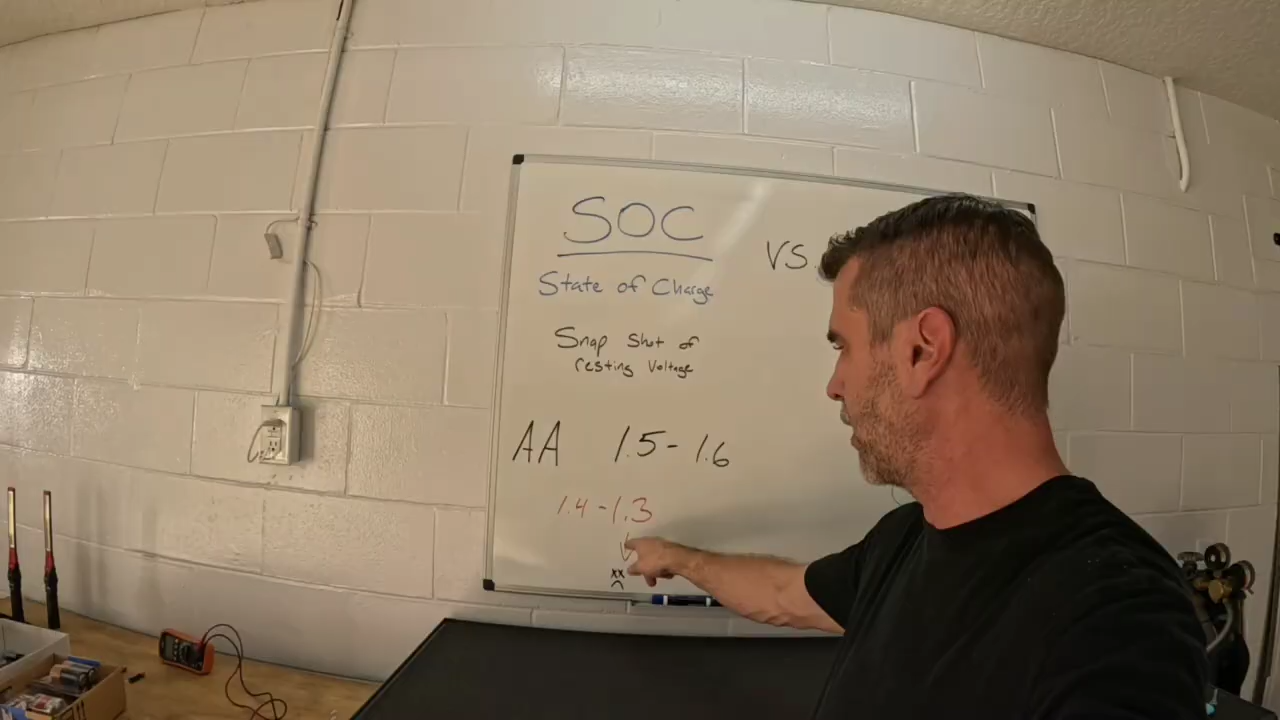 SOC
VS.
State of Charge
Snap Shot of
resting Voltage
AA 1.5 - 1.6
1.4 - 1.3
xx